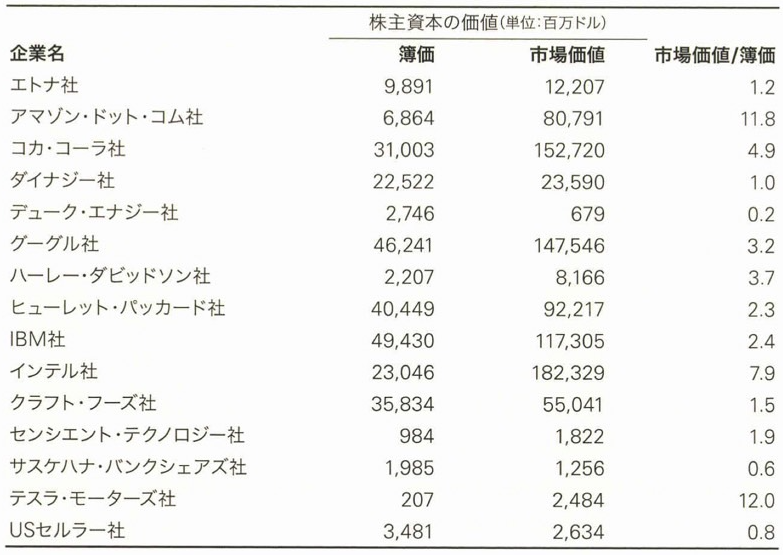 株主資本の価値(単位:百万ドル)
企業名 簿価 市場価値 市場価値/簿価
エトナ社 9,891 12,207 1.2
アマゾン・ドット・コム社 6,864 80,791 11.8
コカ・コーラ社 31,003 152,720 4.9
ダイナジー社 22,522 23,590 1.0
デューク・エナジー社 2,746 679 0.2
グーグル社 46,241 147,546 3.2
ハーレー・ダビッドソン社 2,207 8,166 3.7
ヒューレット・パッカード社 40,449 92,217 2.3
IBM社 49,430 117,305 2.4
インテル社 23,046 182,329 7.9
クラフト・フーズ社 35,834 55,041 1.5
センシエント・テクノロジー社 984 1,822 1.9
サスケハナ・バンクシェアズ社 1,985 1,256 0.6
テスラ・モーターズ社 207 2,484 12.0
USセルラー社 3,481 2,634 0.8